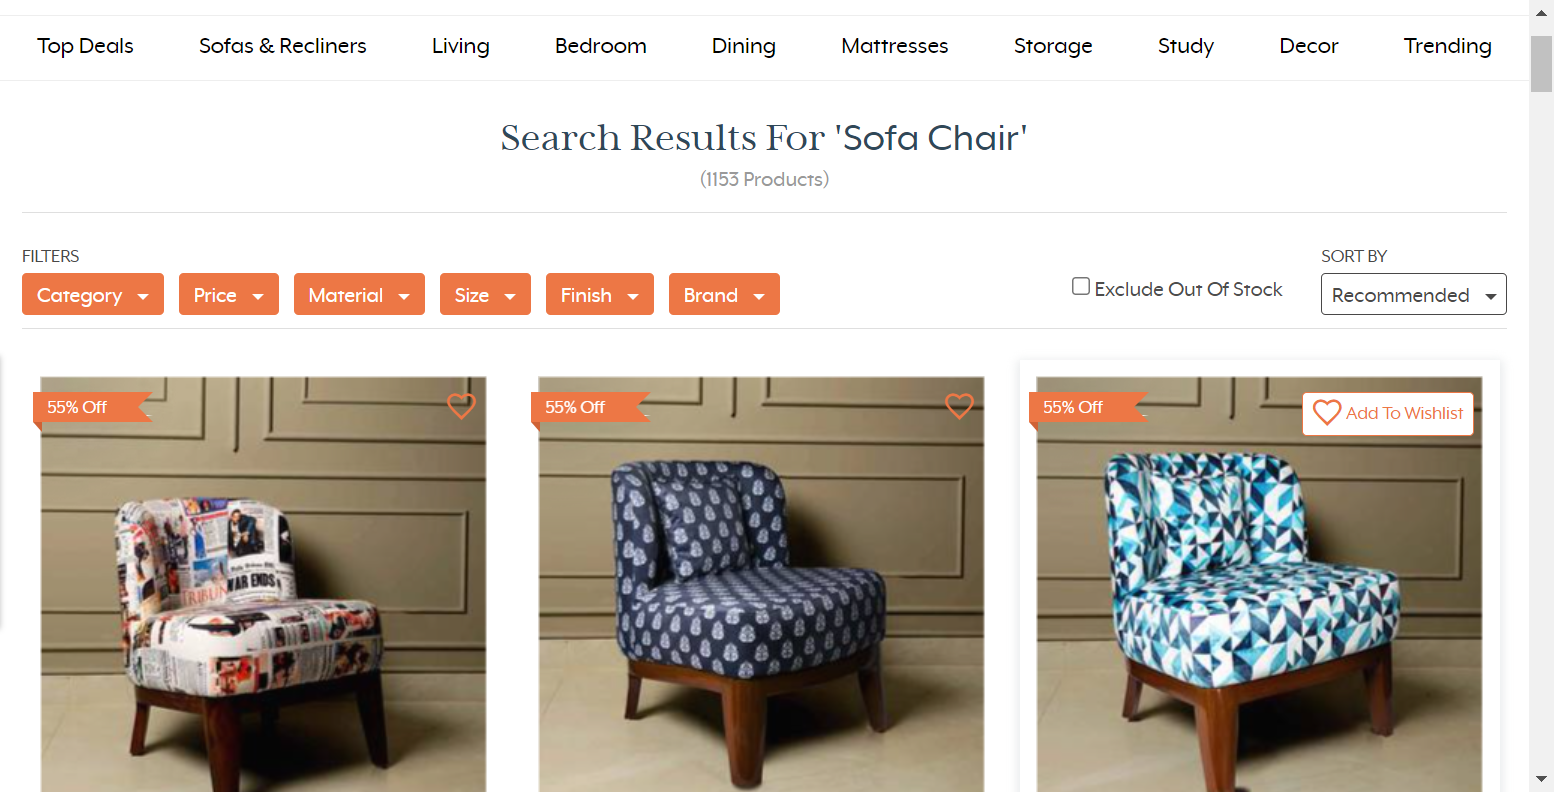 Top Deals Sofas & Recliners Living Bedroom Dining Mattresses Storage Study Decor Trending
Search Results For 'Sofa Chair'
(1153 Products)
FILTERS
SORT BY
Category Price Material Size Finish Brand
Exclude Out Of Stock
Recommended
55% Off
55% Off
55% Off
Add To Wishlist
WAR ENDS